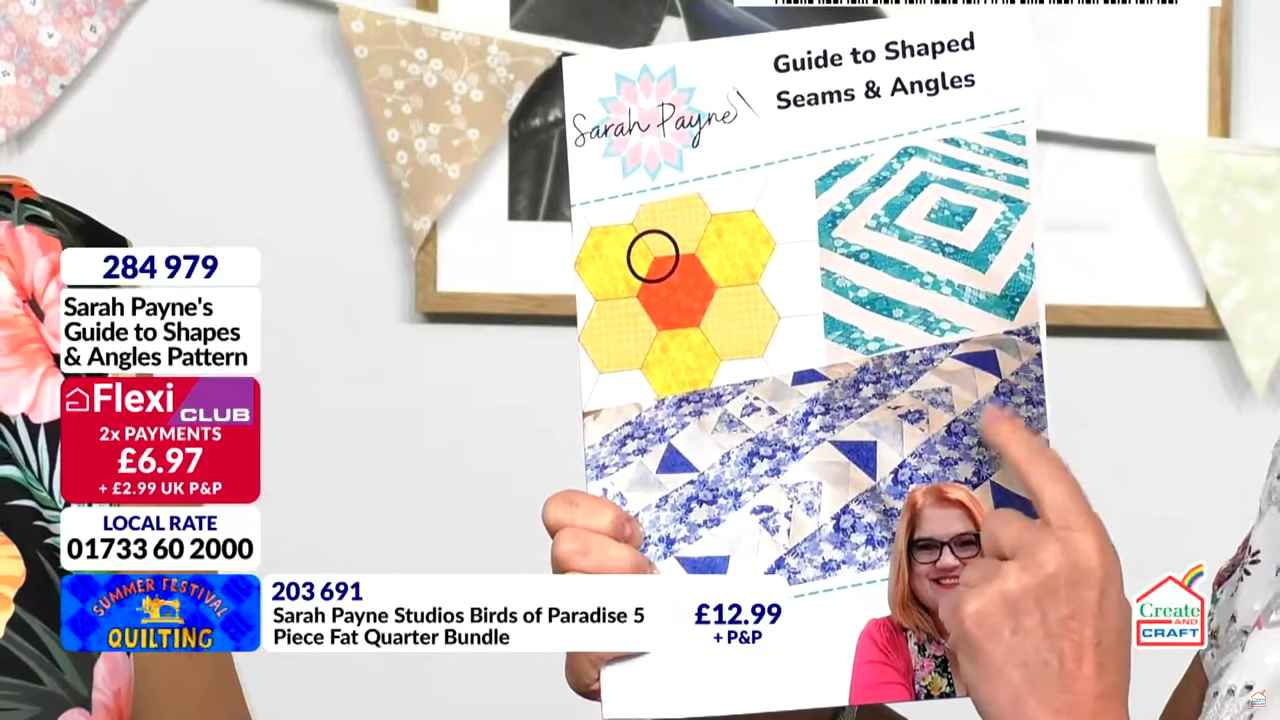 Guide to Shaped
Seams & Angles
Sarah Payne
284 979
Sarah Payne's
Guide to Shapes
& Angles Pattern
Flexi
CLUB
2x PAYMENTS
£6.97
+ £2.99 UK P&P
LOCAL RATE
01733 60 2000
SUMMER FESTIVAL
QUILTING
203 691
Sarah Payne Studios Birds of Paradise 5
Piece Fat Quarter Bundle
£12.99
+ P&P
Create
AND
CRAFT